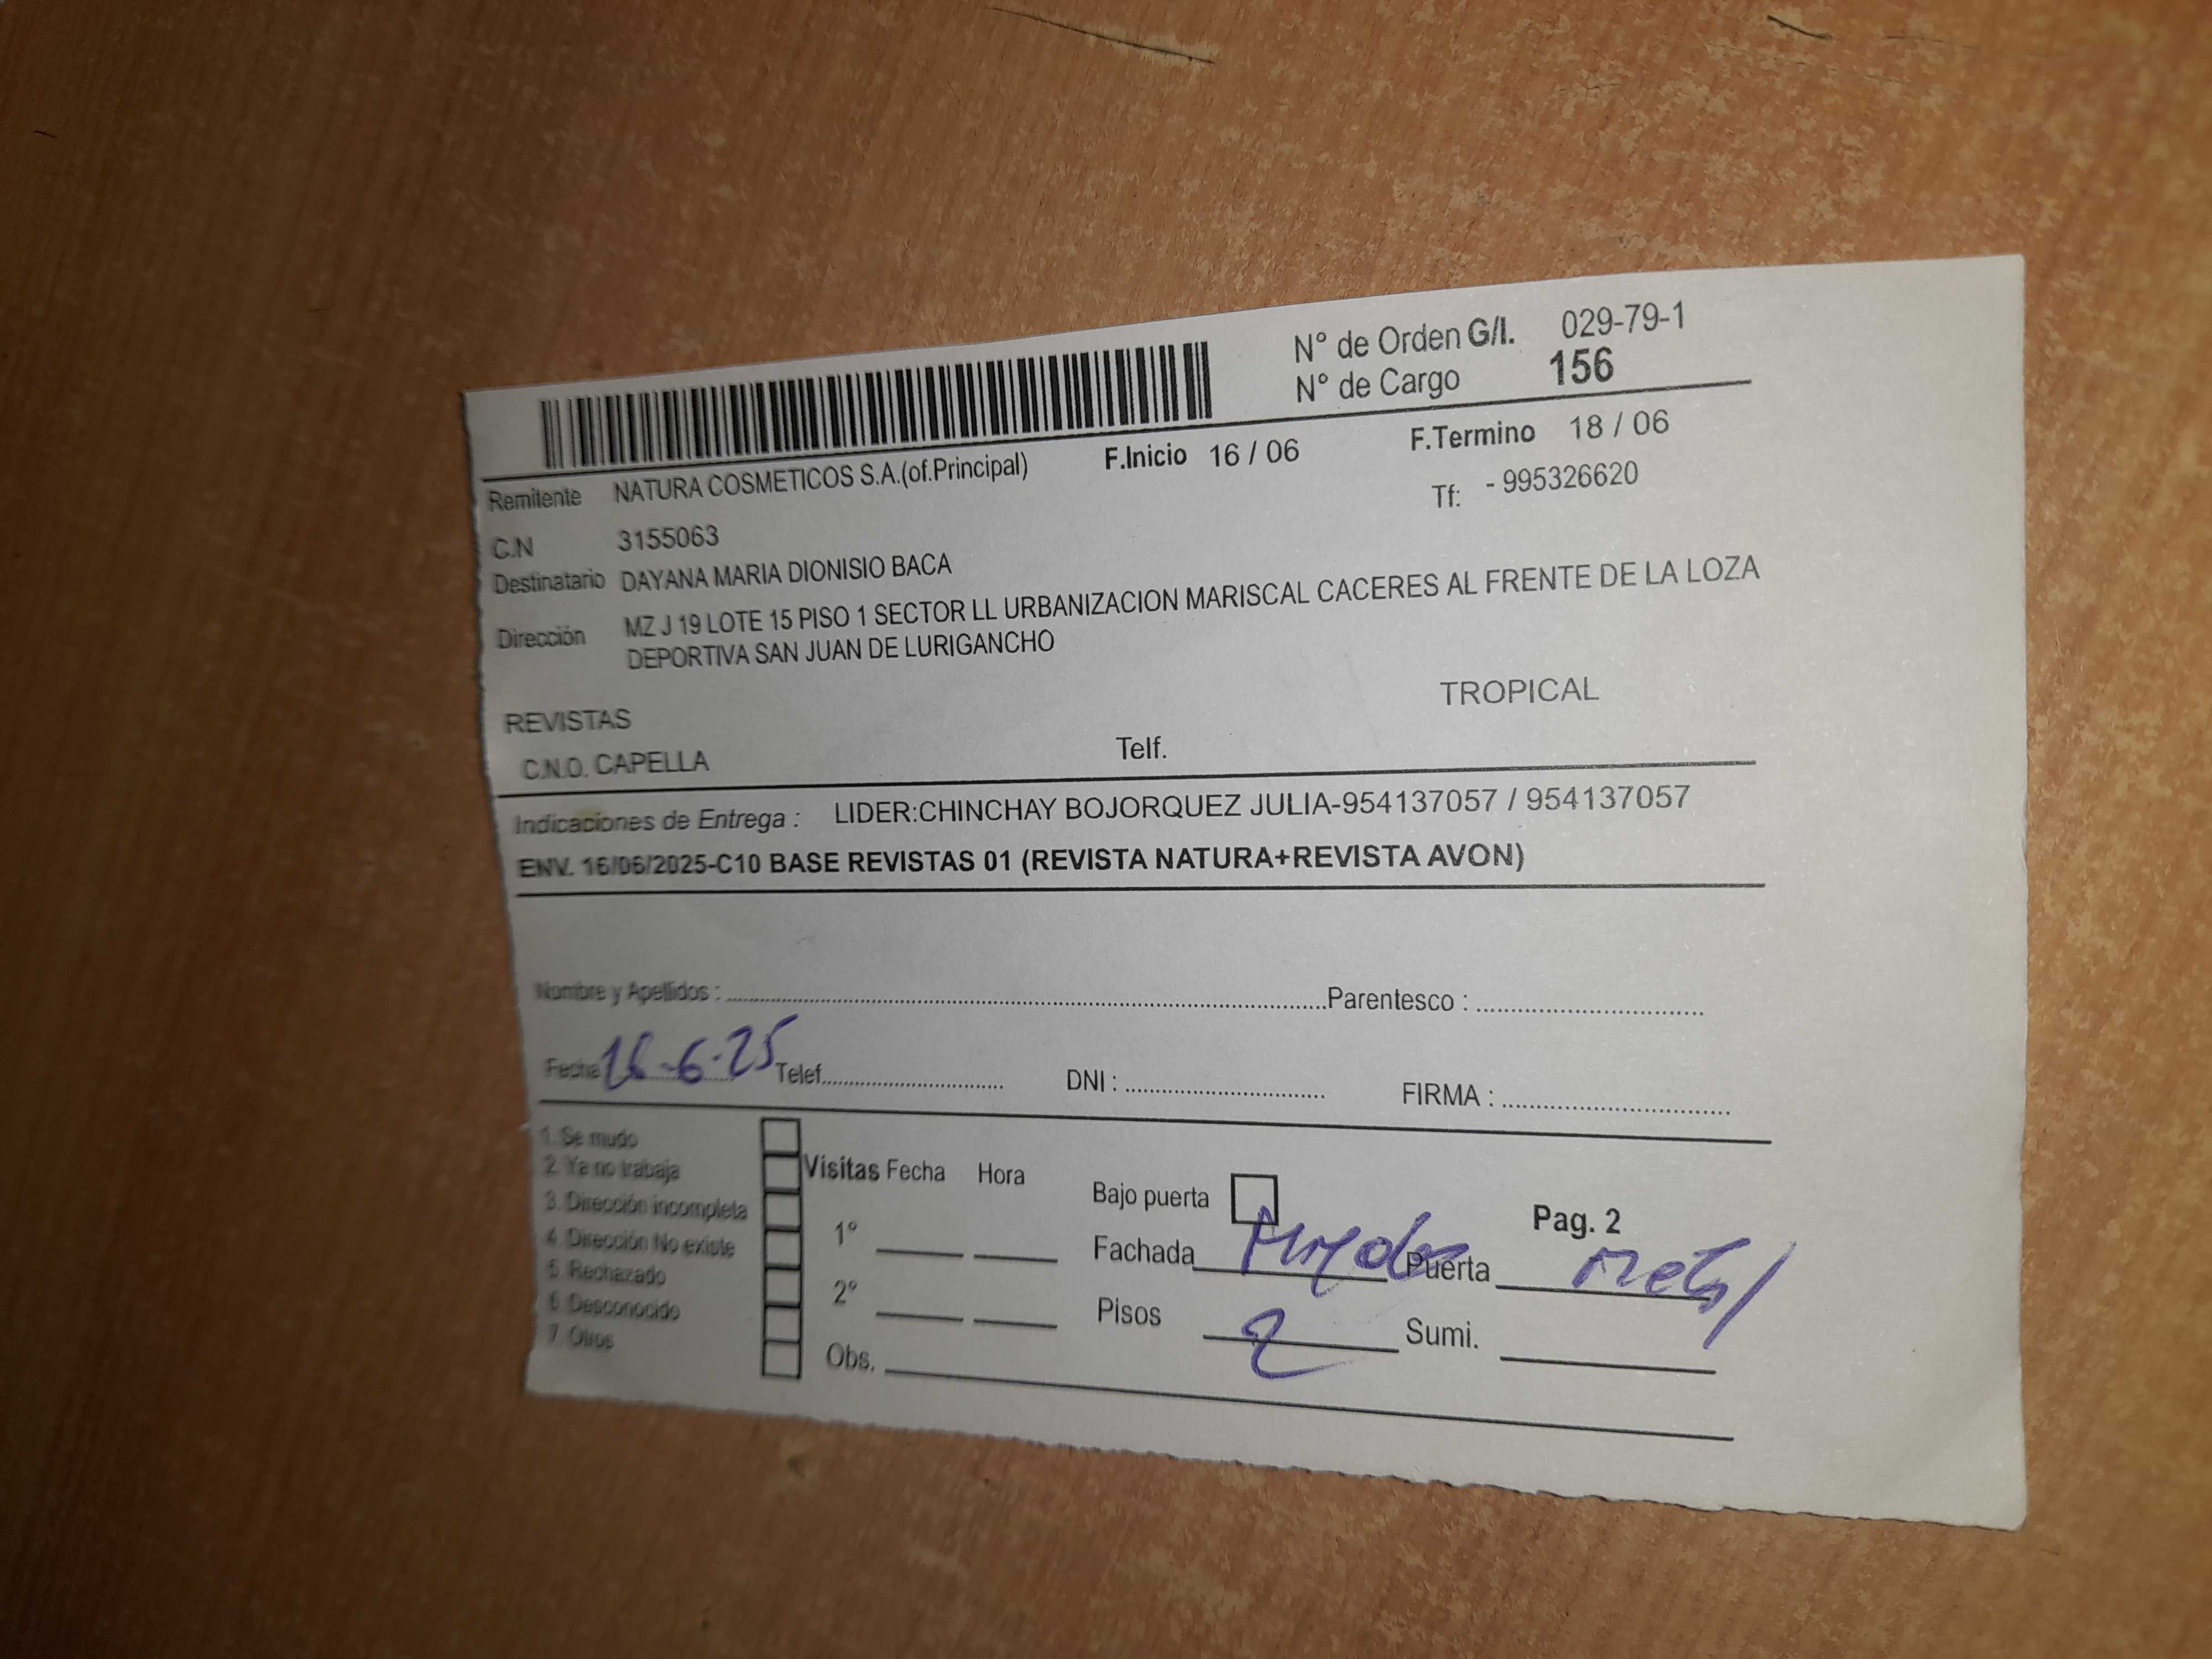 N° de Orden G/I. 029-79-1
N° de Cargo 156
F.Inicio 16 / 06 F.Termino 18 / 06
Remitente NATURA COSMETICOS S.A.(of.Principal) Tf: - 995326620
C.N 3155063
Destinatario DAYANA MARIA DIONISIO BACA
Dirección MZ J 19 LOTE 15 PISO 1 SECTOR LL URBANIZACION MARISCAL CACERES AL FRENTE DE LA LOZA
DEPORTIVA SAN JUAN DE LURIGANCHO
REVISTAS TROPICAL
C.N.O. CAPELLA Telf.
Indicaciones de Entrega : LIDER:CHINCHAY BOJORQUEZ JULIA-954137057 / 954137057
ENV. 16/06/2025-C10 BASE REVISTAS 01 (REVISTA NATURA+REVISTA AVON)
Nombre y Apellidos : Parentesco :
Fecha 16-6-25 Telef. DNI : FIRMA :
1. Se mudo
2. Ya no trabaja Visitas Fecha Hora Bajo puerta Pag. 2
3. Dirección incompleta
4. Dirección No existe 1° Fachada Puerta Metal
5. Rechazado
6. Desconocido 2° Pisos 2 Sumi.
7. Otros Obs.